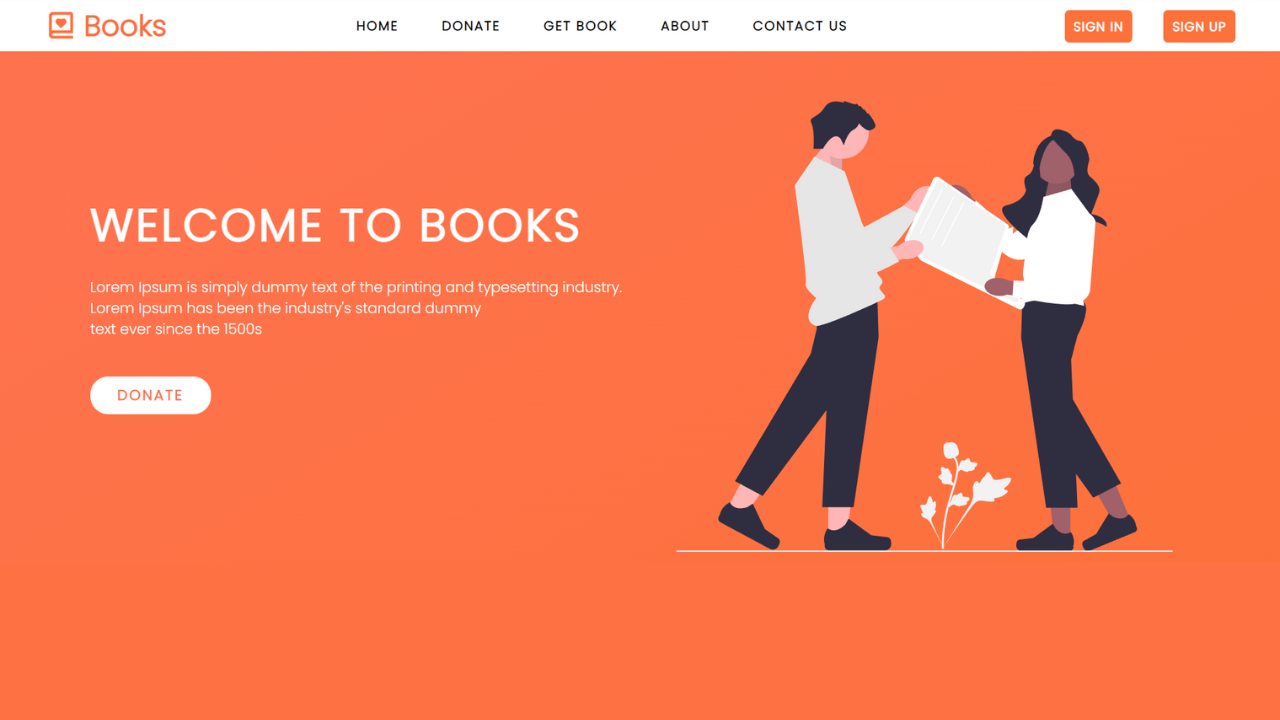 Books
HOME
DONATE
GET BOOK
ABOUT
CONTACT US
SIGN IN
SIGN UP
WELCOME TO BOOKS
Lorem Ipsum is simply dummy text of the printing and typesetting industry.
Lorem Ipsum has been the industry's standard dummy
text ever since the 1500s
DONATE